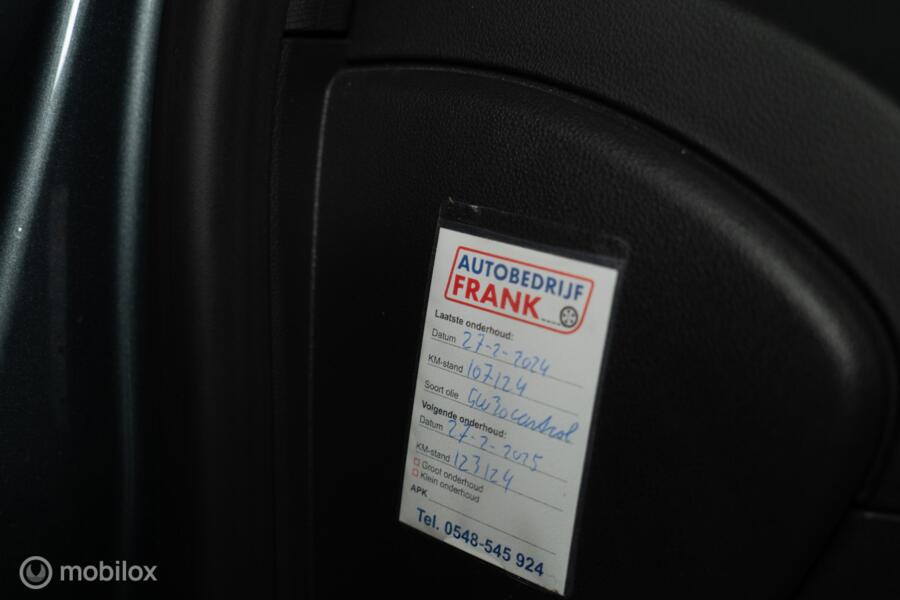 AUTOBEDRIJF
FRANK
Laatste onderhoud:
Datum 27-2-2024
KM-stand 107124
Soort olie 5W30 castrol
Volgende onderhoud:
Datum 27-2-2025
KM-stand 123124
Groot onderhoud
Klein onderhoud
APK
Tel. 0548-545 924
mobilox